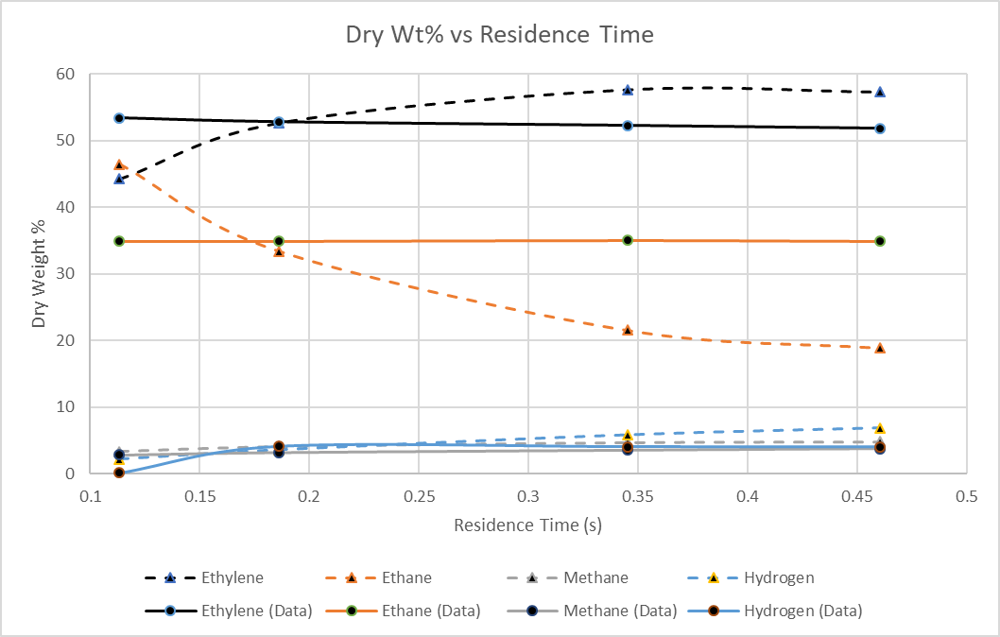 Dry Wt% vs Residence Time
60
50
40
30
20
10
0
Dry Weight %
0.1 0.15 0.2 0.25 0.3 0.35 0.4 0.45 0.5
Residence Time (s)
Ethylene Ethane Methane Hydrogen
Ethylene (Data) Ethane (Data) Methane (Data) Hydrogen (Data)